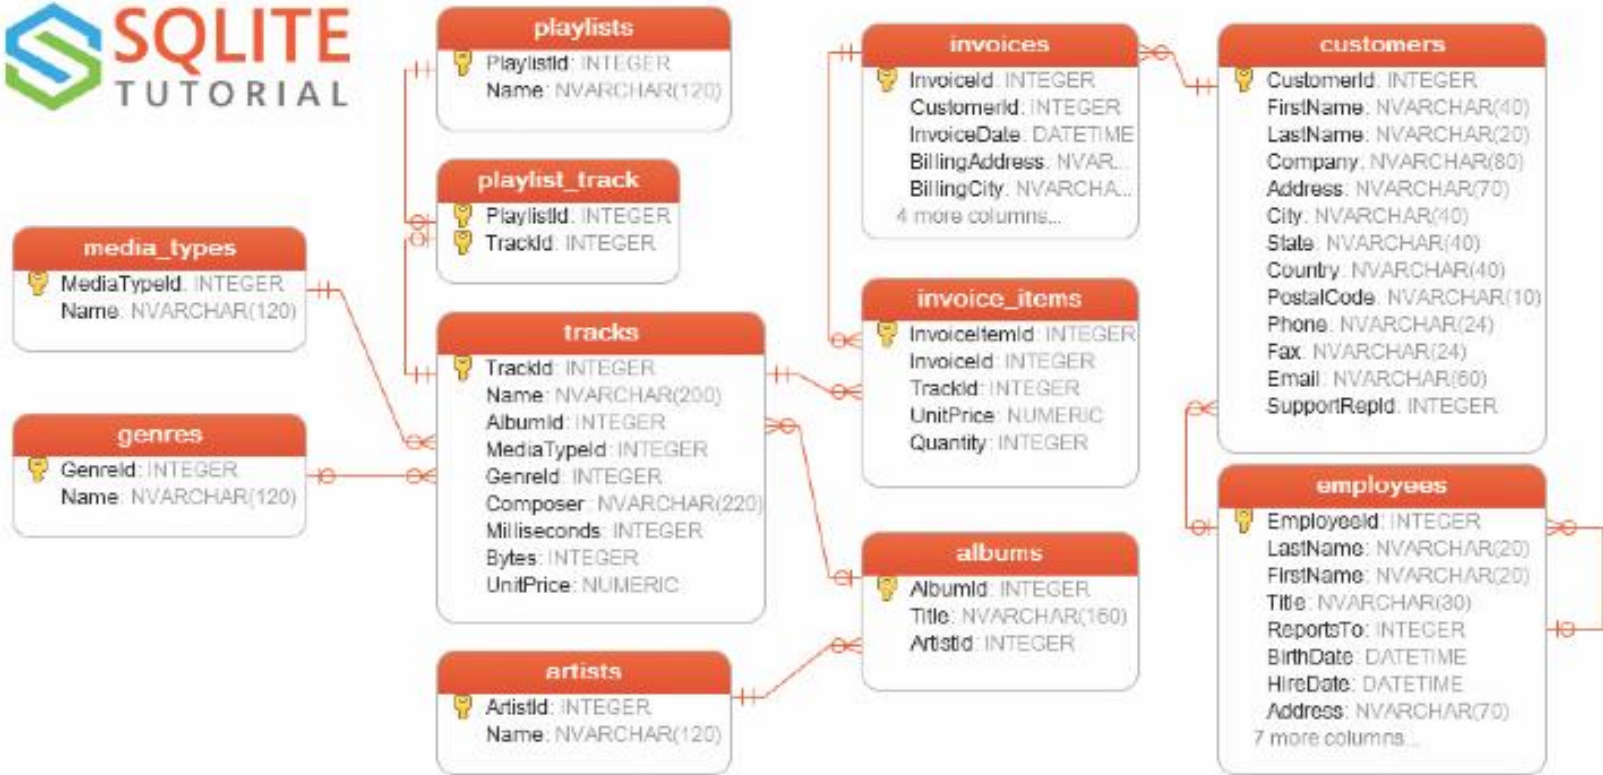 SQLITE
TUTORIAL
playlists
PlaylistId: INTEGER
Name: NVARCHAR(120)
playlist_track
PlaylistId: INTEGER
TrackId: INTEGER
media_types
MediaTypeId: INTEGER
Name: NVARCHAR(120)
genres
GenreId: INTEGER
Name: NVARCHAR(120)
tracks
TrackId: INTEGER
Name: NVARCHAR(200)
AlbumId: INTEGER
MediaTypeId: INTEGER
GenreId: INTEGER
Composer: NVARCHAR(220)
Milliseconds: INTEGER
Bytes: INTEGER
UnitPrice: NUMERIC
artists
ArtistId: INTEGER
Name: NVARCHAR(120)
invoices
InvoiceId: INTEGER
CustomerId: INTEGER
InvoiceDate: DATETIME
BillingAddress: NVAR...
BillingCity: NVARCHA...
4 more columns...
invoice_items
InvoiceItemId: INTEGER
InvoiceId: INTEGER
TrackId: INTEGER
UnitPrice: NUMERIC
Quantity: INTEGER
albums
AlbumId: INTEGER
Title: NVARCHAR(160)
ArtistId: INTEGER
customers
CustomerId: INTEGER
FirstName: NVARCHAR(40)
LastName: NVARCHAR(20)
Company: NVARCHAR(80)
Address: NVARCHAR(70)
City: NVARCHAR(40)
State: NVARCHAR(40)
Country: NVARCHAR(40)
PostalCode: NVARCHAR(10)
Phone: NVARCHAR(24)
Fax: NVARCHAR(24)
Email: NVARCHAR(60)
SupportRepId: INTEGER
employees
EmployeeId: INTEGER
LastName: NVARCHAR(20)
FirstName: NVARCHAR(20)
Title: NVARCHAR(30)
ReportsTo: INTEGER
BirthDate: DATETIME
HireDate: DATETIME
Address: NVARCHAR(70)
7 more columns...